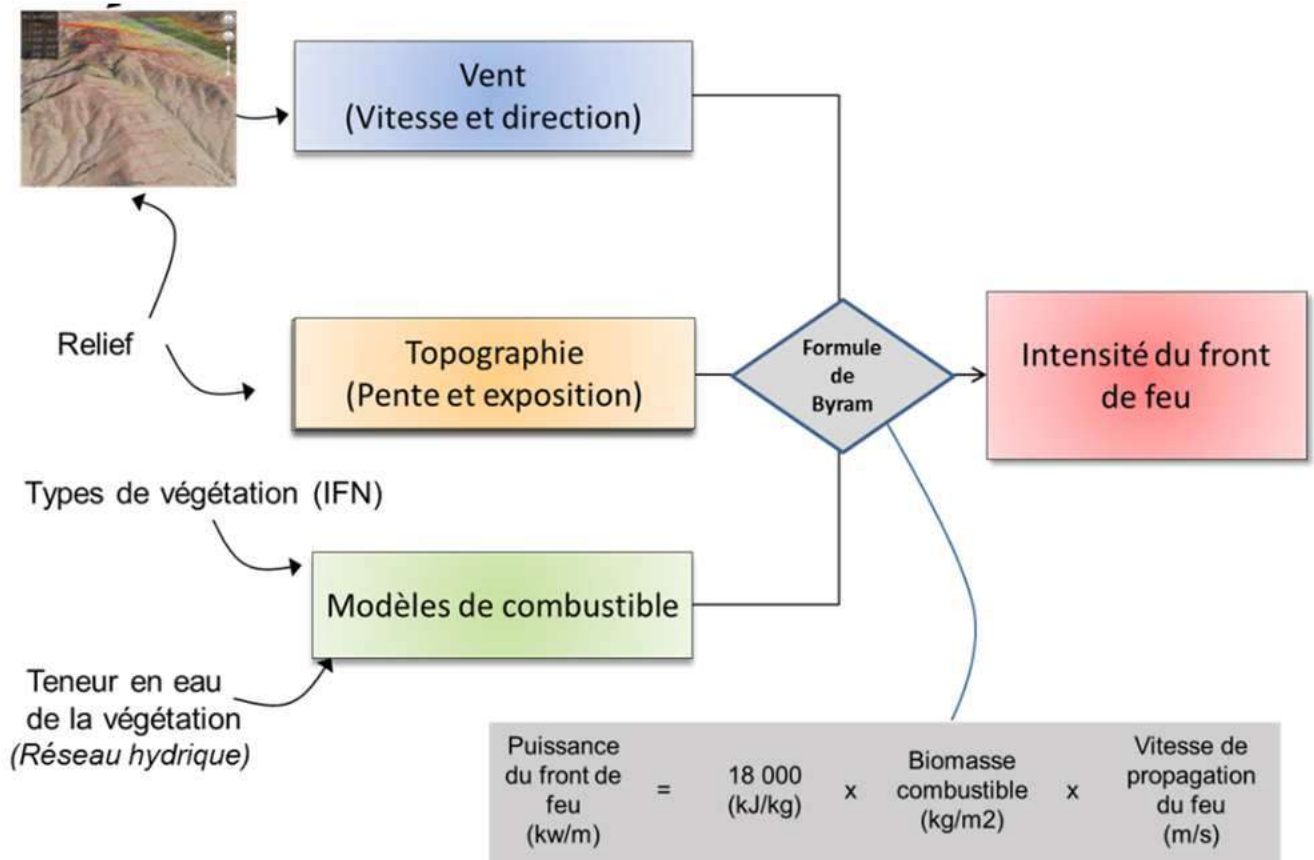 Vent
(Vitesse et direction)
Relief
Topographie
(Pente et exposition)
Formule
de
Byram
Intensité du front
de feu
Types de végétation (IFN)
Modèles de combustible
Teneur en eau
de la végétation
(Réseau hydrique)
Puissance
du front de
feu
(kw/m)
=
18 000
(kJ/kg)
x
Biomasse
combustible
(kg/m2)
x
Vitesse de
propagation
du feu
(m/s)